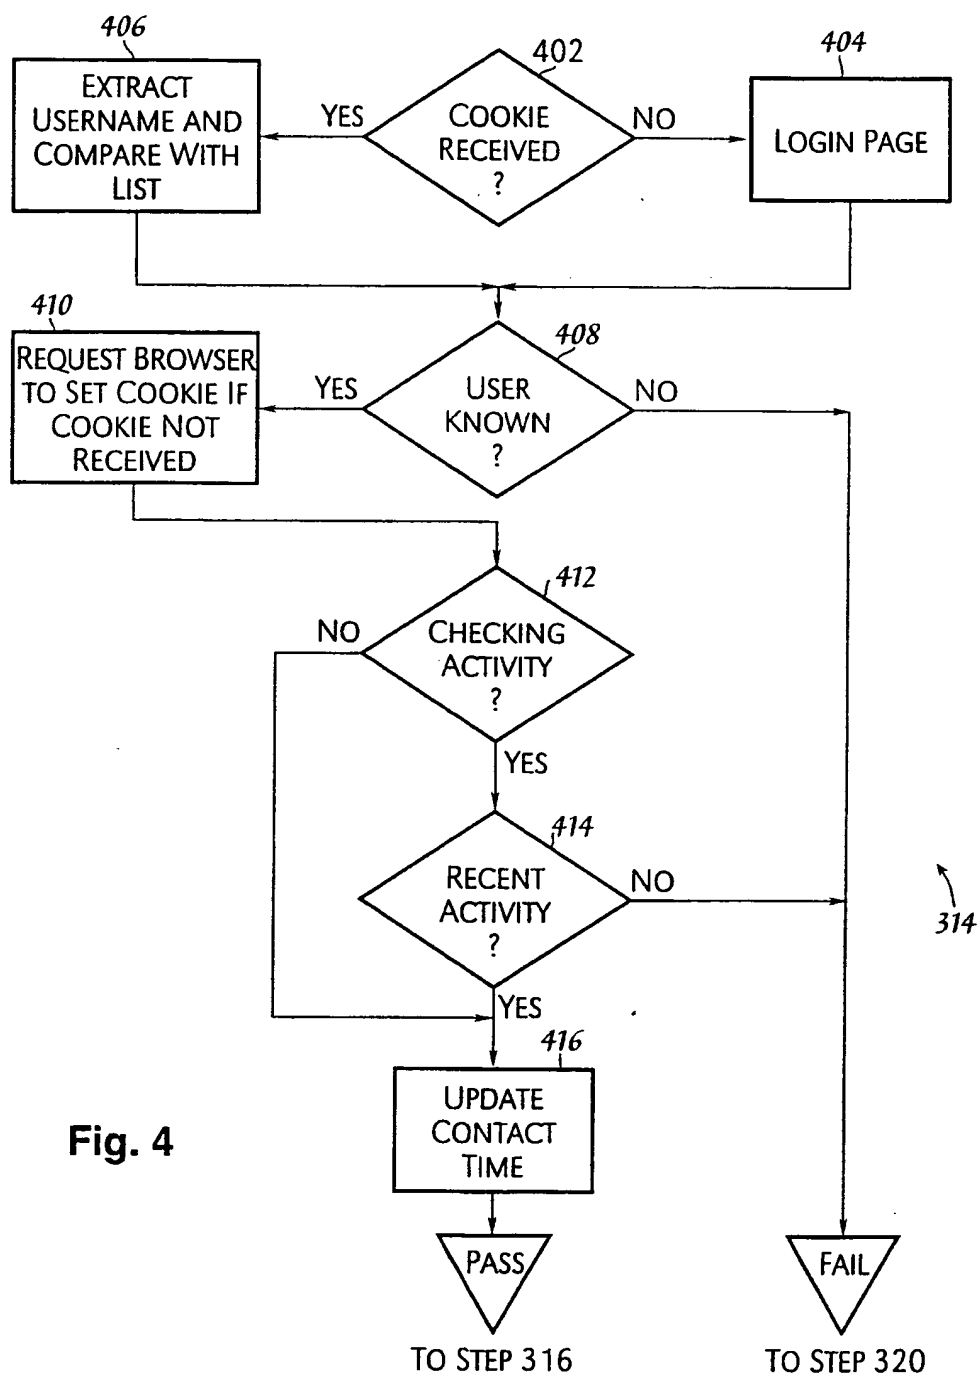 406
EXTRACT
USERNAME AND
COMPARE WITH
LIST
YES
402
COOKIE
RECEIVED
?
NO
404
LOGIN PAGE
410
REQUEST BROWSER
TO SET COOKIE IF
COOKIE NOT
RECEIVED
YES
408
USER
KNOWN
?
NO
412
NO
CHECKING
ACTIVITY
?
YES
414
RECENT
ACTIVITY
?
NO
314
YES
416
UPDATE
CONTACT
TIME
Fig. 4
PASS
FAIL
TO STEP 316
TO STEP 320